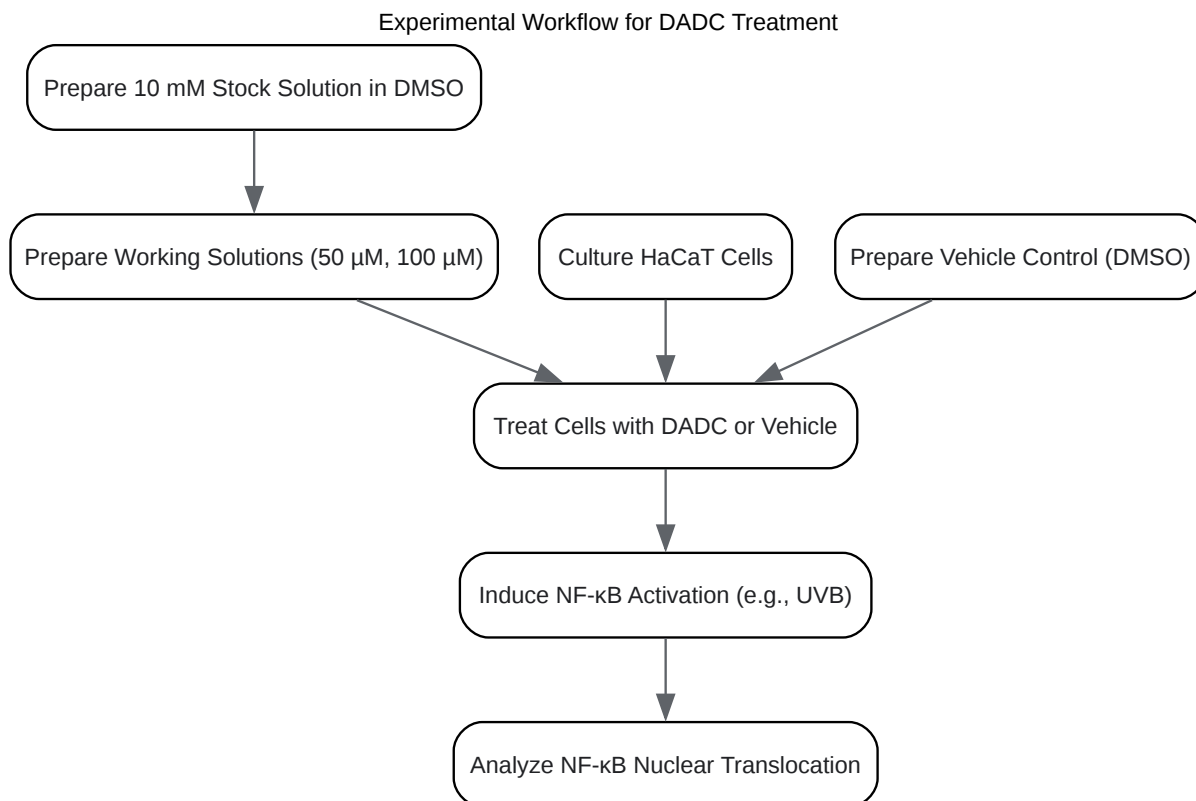 Experimental Workflow for DADC Treatment
Prepare 10 mM Stock Solution in DMSO
Prepare Working Solutions (50 µM, 100 µM)
Culture HaCaT Cells
Prepare Vehicle Control (DMSO)
Treat Cells with DADC or Vehicle
Induce NF-κB Activation (e.g., UVB)
Analyze NF-κB Nuclear Translocation